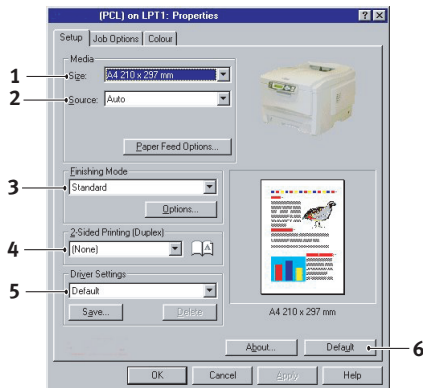 (PCL) on LPT1: Properties
Setup Job Options Colour
Media
1 Size: A4 210 x 297 mm
2 Source: Auto
Paper Feed Options...
Finishing Mode
3 Standard
Options...
2-Sided Printing (Duplex)
4 (None) A
Driver Settings
5 Default
Save... Delete
A4 210 x 297 mm
About... Default 6
OK Cancel Apply Help